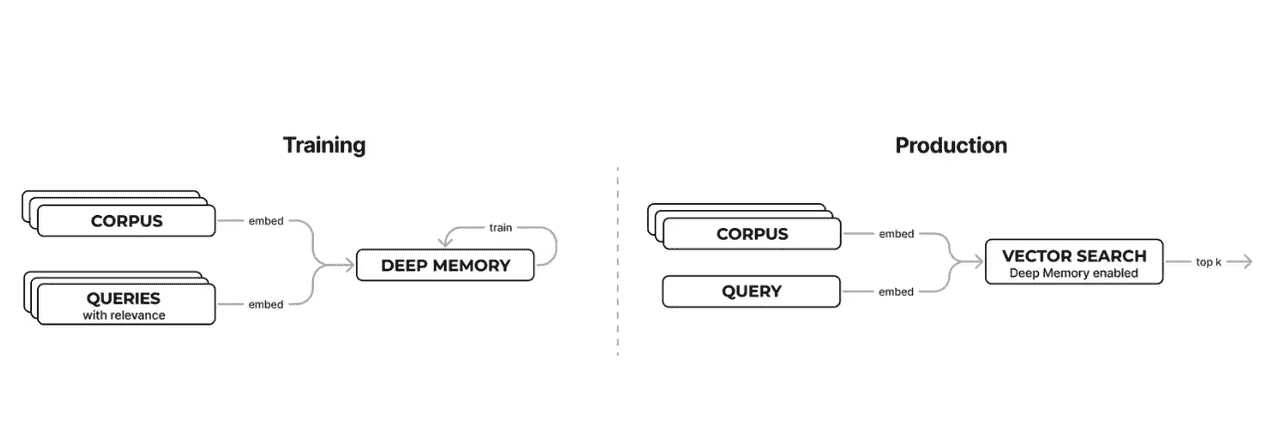 Training
CORPUS
embed
QUERIES
with relevance
embed
DEEP MEMORY
train
Production
CORPUS
embed
QUERY
embed
VECTOR SEARCH
Deep Memory enabled
top k